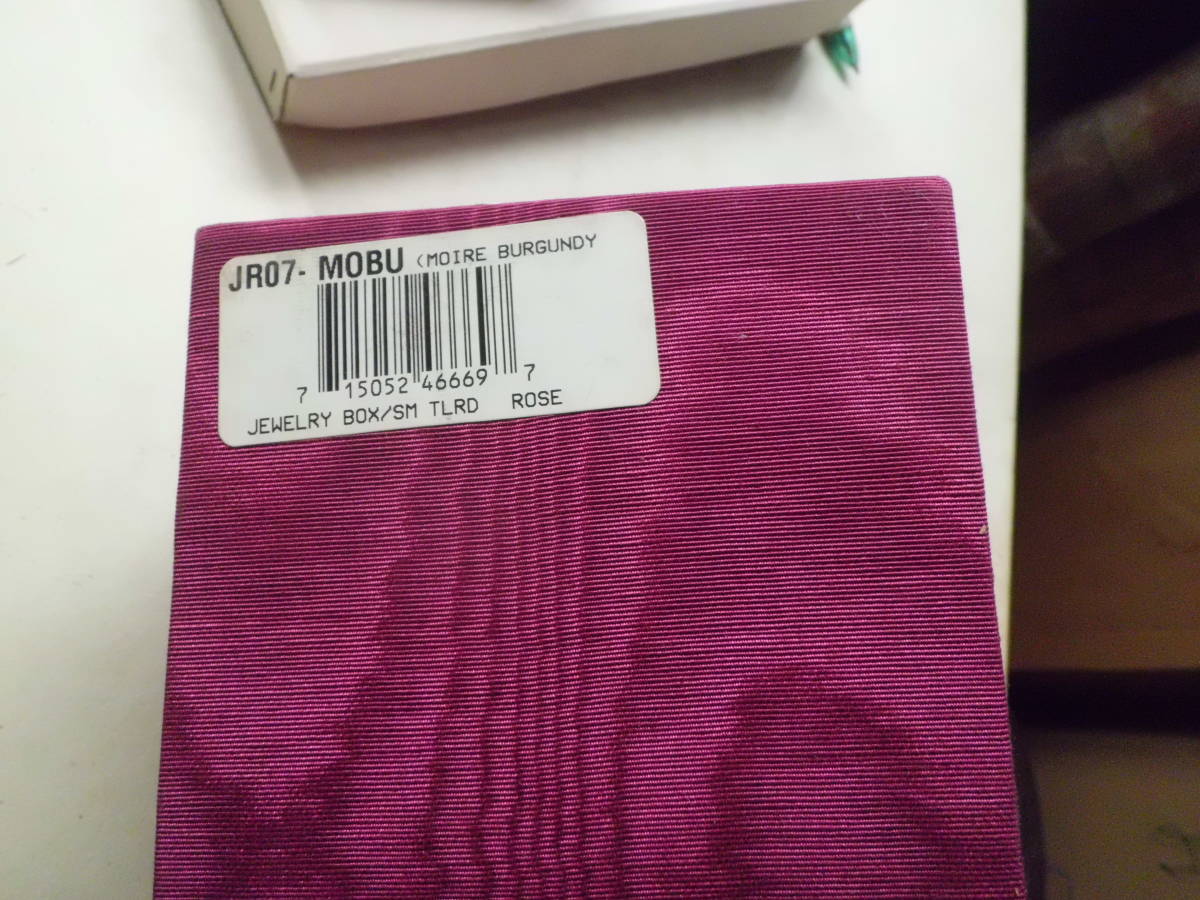 JR07- MOBU (MOIRE BURGUNDY
7 15052 46669 7
JEWELRY BOX/SM TLRD ROSE